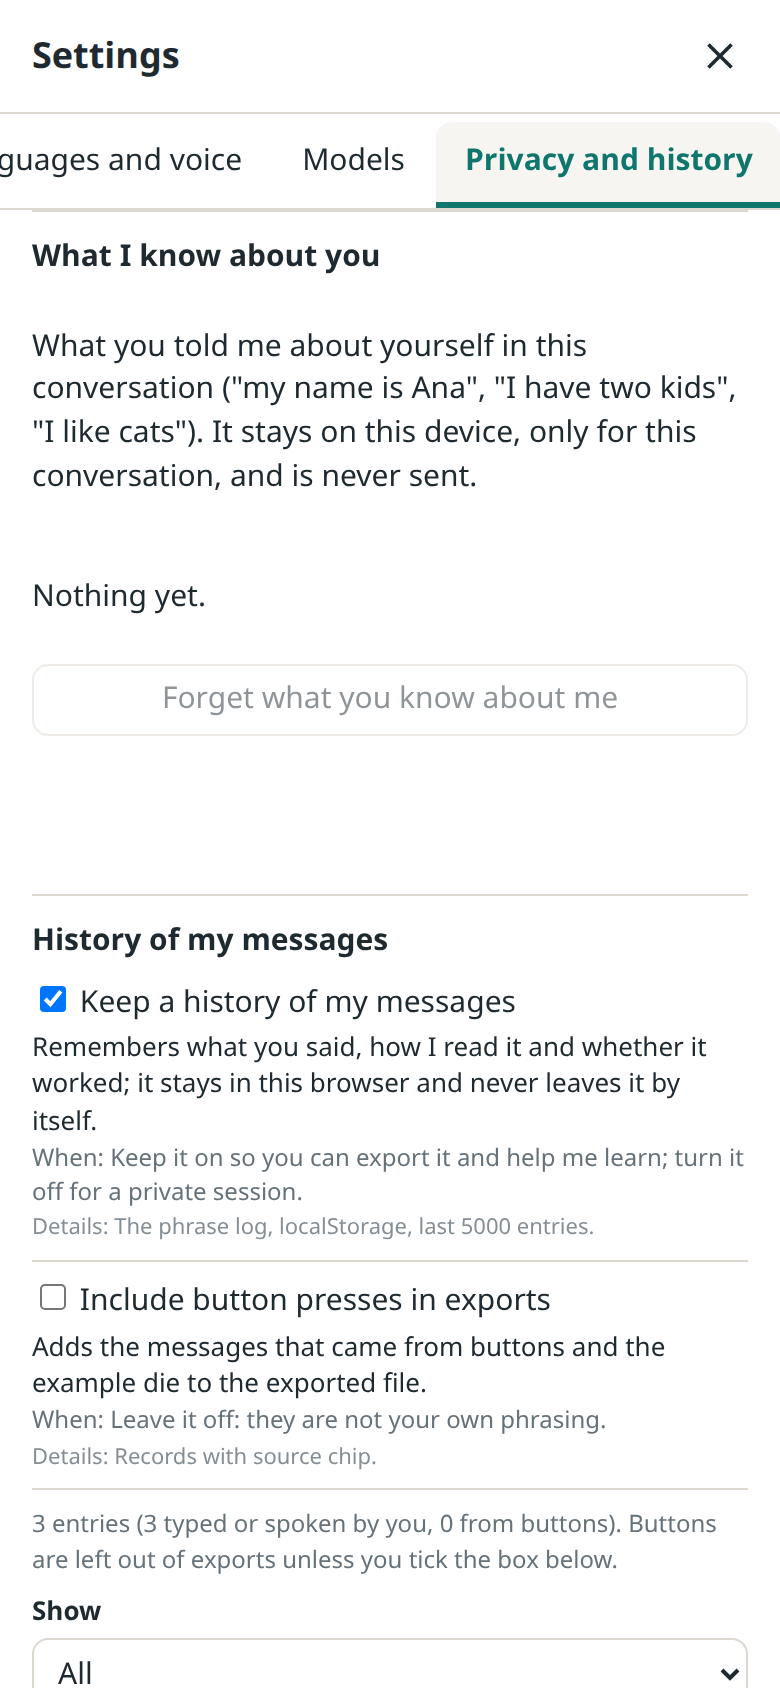 Settings
guages and voice Models Privacy and history
What I know about you
What you told me about yourself in this
conversation ("my name is Ana", "I have two kids",
"I like cats"). It stays on this device, only for this
conversation, and is never sent.
Nothing yet.
Forget what you know about me
History of my messages
Keep a history of my messages
Remembers what you said, how I read it and whether it
worked; it stays in this browser and never leaves it by
itself.
When: Keep it on so you can export it and help me learn; turn it
off for a private session.
Details: The phrase log, localStorage, last 5000 entries.
Include button presses in exports
Adds the messages that came from buttons and the
example die to the exported file.
When: Leave it off: they are not your own phrasing.
Details: Records with source chip.
3 entries (3 typed or spoken by you, 0 from buttons). Buttons
are left out of exports unless you tick the box below.
Show
All